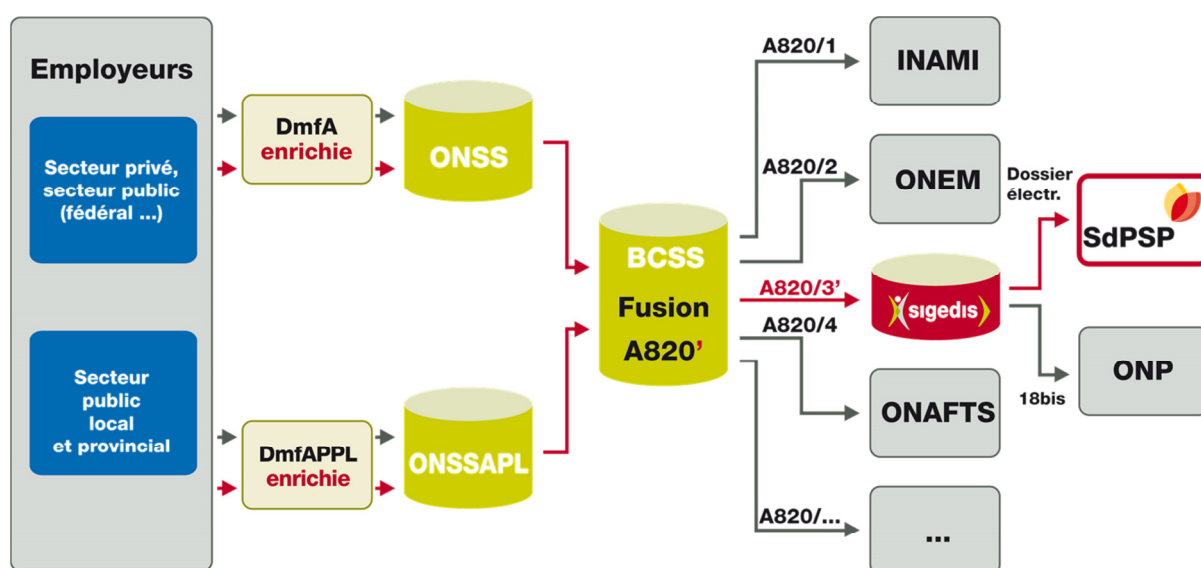 Employeurs
Secteur privé,
secteur public
(fédéral ...)
Secteur
public
local
et provincial
DmfA
enrichie
DmfAPPL
enrichie
ONSS
ONSSAPL
BCSS
Fusion
A820’
A820/1
A820/2
A820/3’
A820/4
A820/...
INAMI
ONEM
sigedis
ONAFTS
...
Dossier
électr.
18bis
SdPSP
ONP